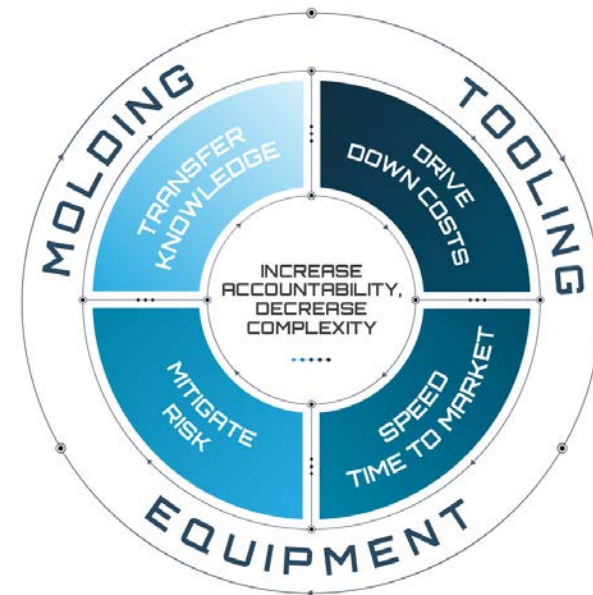 MOLDING
TOOLING
TRANSFER
KNOWLEDGE
DRIVE
DOWN COSTS
INCREASE
ACCOUNTABILITY,
DECREASE
COMPLEXITY
MITIGATE
RISK
SPEED
TIME TO MARKET
EQUIPMENT